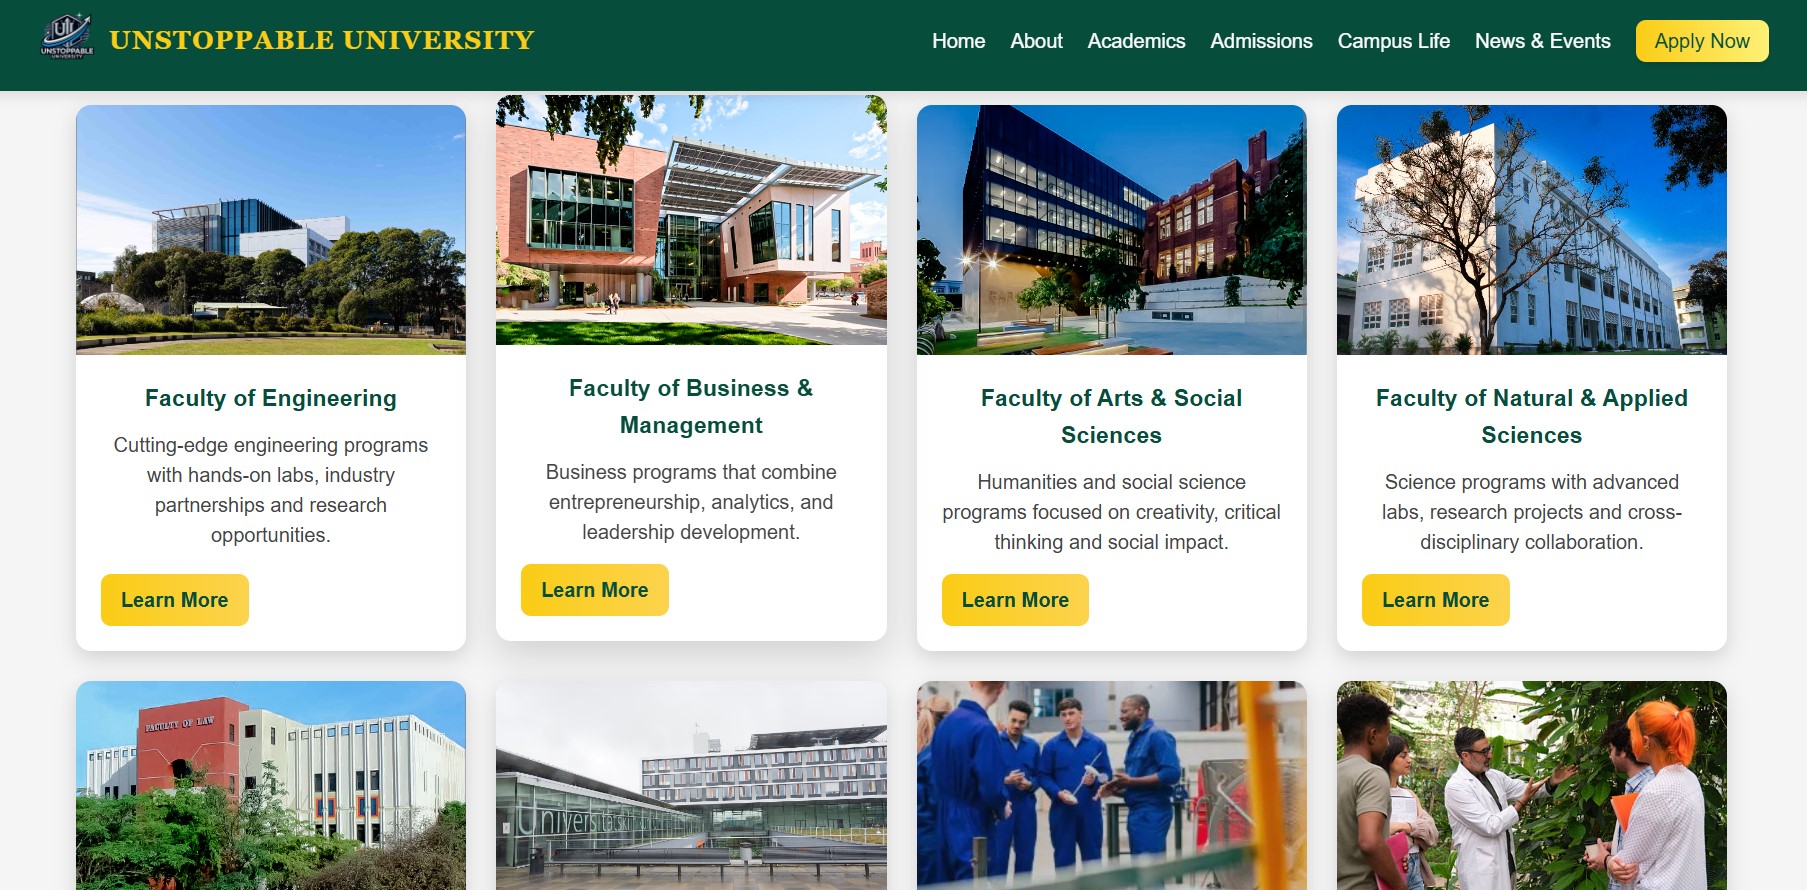 UNSTOPPABLE
UNIVERSITY
UNSTOPPABLE UNIVERSITY
Home About Academics Admissions Campus Life News & Events Apply Now
Faculty of Engineering
Cutting-edge engineering programs
with hands-on labs, industry
partnerships and research
opportunities.
Learn More
Faculty of Business &
Management
Business programs that combine
entrepreneurship, analytics, and
leadership development.
Learn More
Faculty of Arts & Social
Sciences
Humanities and social science
programs focused on creativity, critical
thinking and social impact.
Learn More
Faculty of Natural & Applied
Sciences
Science programs with advanced
labs, research projects and cross-
disciplinary collaboration.
Learn More
FACULTY OF LAW